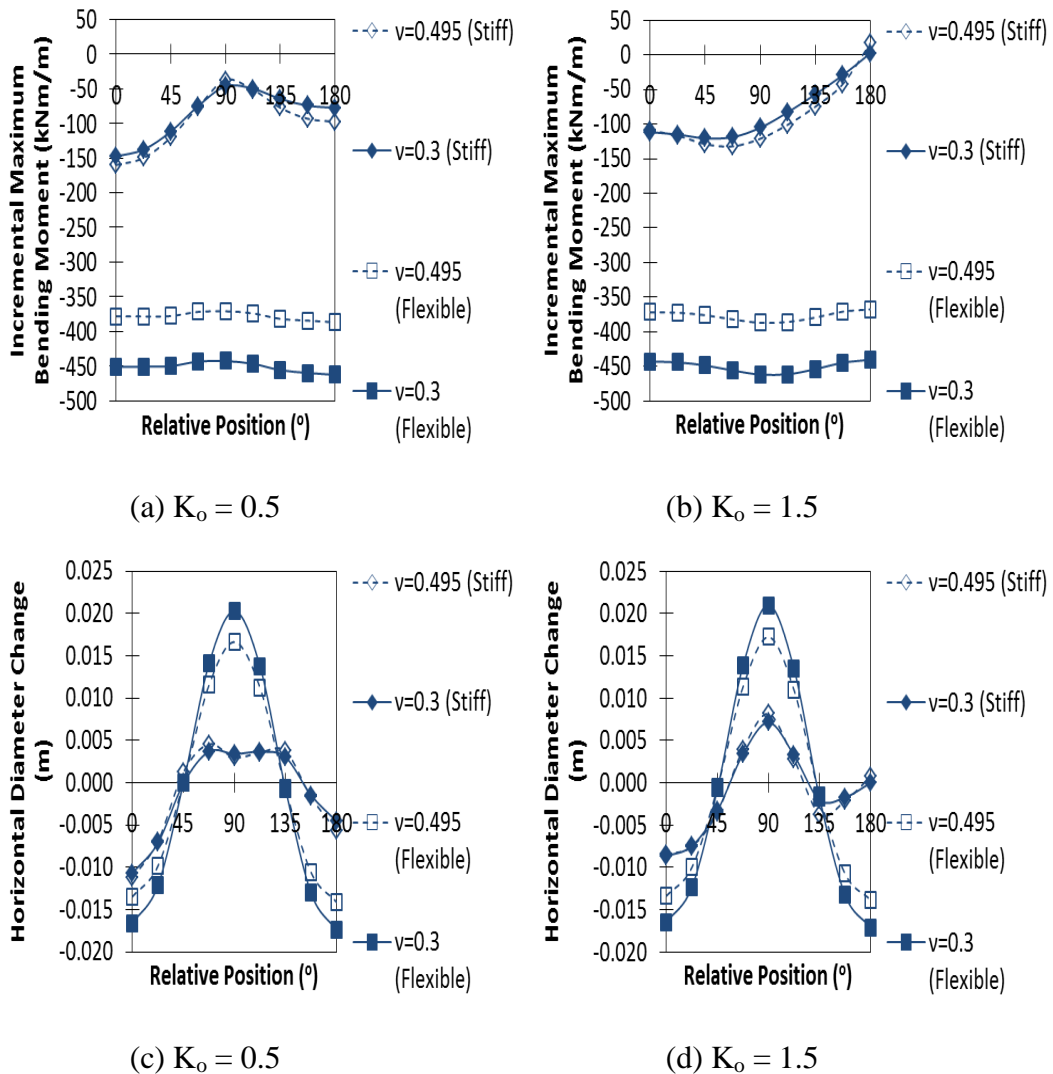 50
0
-50
-100
-150
-200
-250
-300
-350
-400
-450
-500
0 45 90 135 180
Incremental Maximum
Bending Moment (kNm/m)
Relative Position (º)
v=0.495 (Stiff)
v=0.3 (Stiff)
v=0.495
(Flexible)
v=0.3
(Flexible)
(a) Ko = 0.5
50
0
-50
-100
-150
-200
-250
-300
-350
-400
-450
-500
0 45 90 135 180
Incremental Maximum
Bending Moment (kNm/m)
Relative Position (º)
v=0.495 (Stiff)
v=0.3 (Stiff)
v=0.495
(Flexible)
v=0.3
(Flexible)
(b) Ko = 1.5
0.025
0.020
0.015
0.010
0.005
0.000
-0.005
-0.010
-0.015
-0.020
0 45 90 135 180
Horizontal Diameter Change
(m)
Relative Position (º)
v=0.495 (Stiff)
v=0.3 (Stiff)
v=0.495
(Flexible)
v=0.3
(Flexible)
(c) Ko = 0.5
0.025
0.020
0.015
0.010
0.005
0.000
-0.005
-0.010
-0.015
-0.020
0 45 90 135 180
Horizontal Diameter Change
(m)
Relative Position (º)
v=0.495 (Stiff)
v=0.3 (Stiff)
v=0.495
(Flexible)
v=0.3
(Flexible)
(d) Ko = 1.5